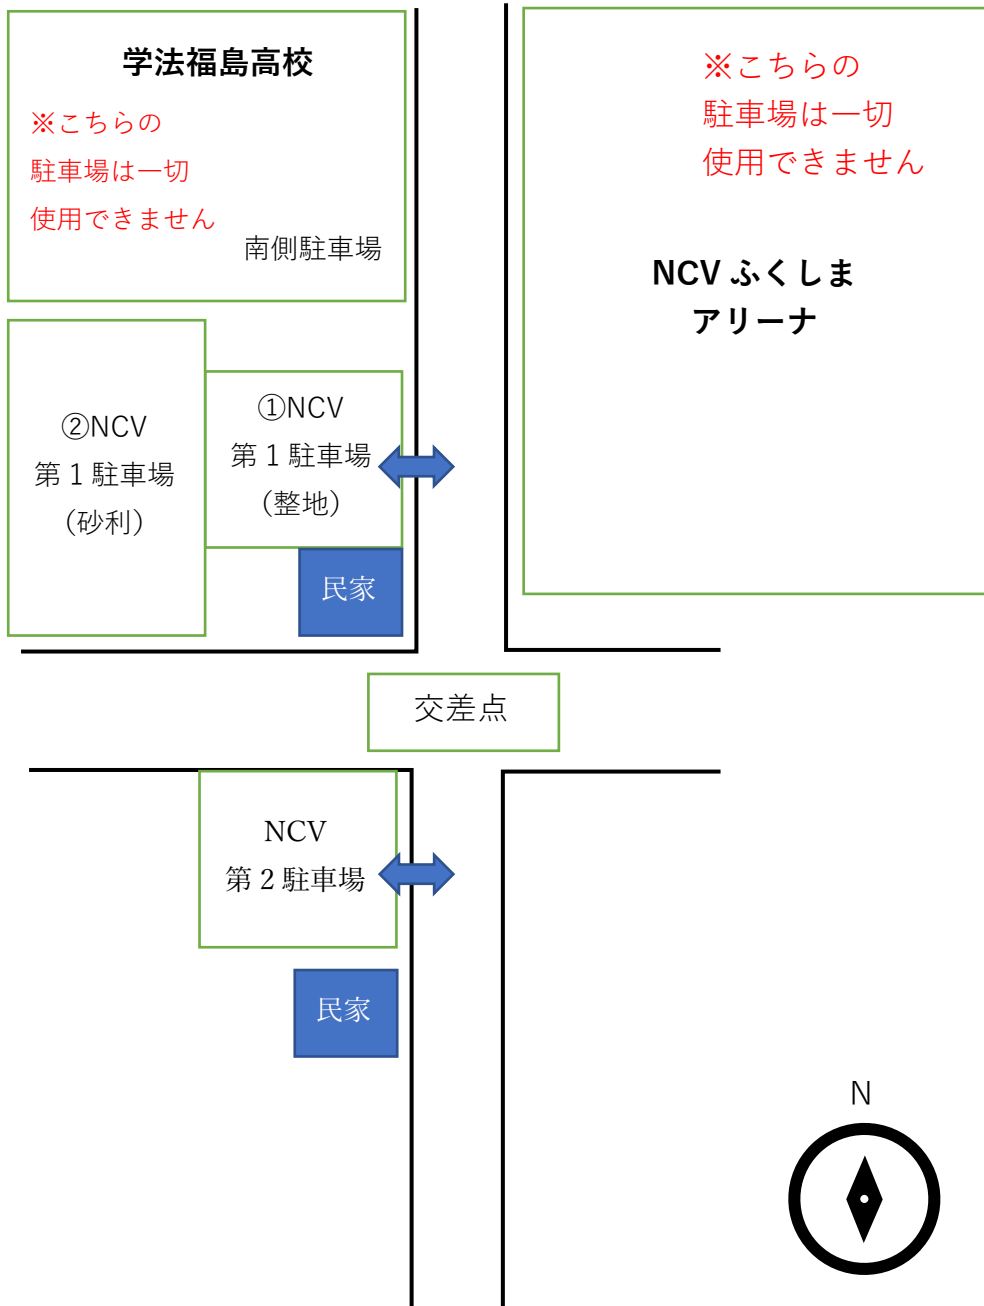 学法福島高校
※こちらの
駐車場は一切
使用できません
南側駐車場
※こちらの
駐車場は一切
使用できません
NCV ふくしま
アリーナ
②NCV
第１駐車場
（砂利）
①NCV
第１駐車場
（整地）
民家
交差点
NCV
第２駐車場
民家
N